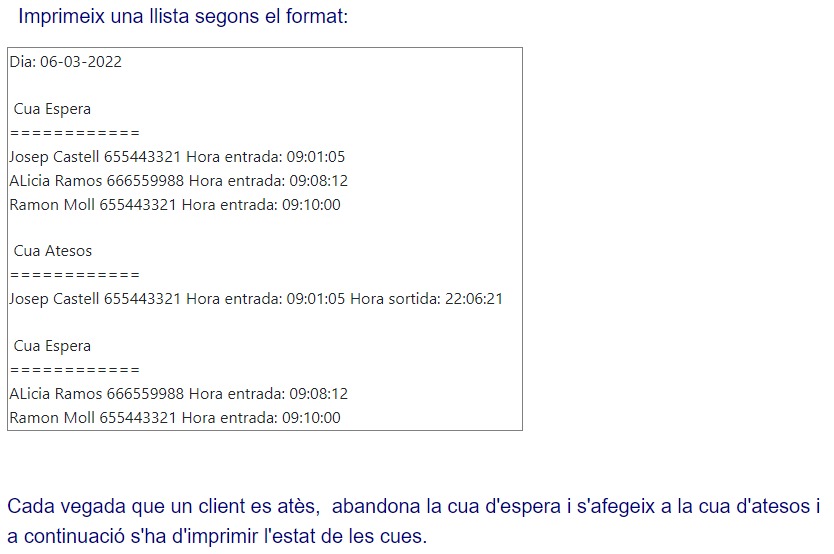 Imprimeix una llista segons el format:
Dia: 06-03-2022
Cua Espera
============
Josep Castell 655443321 Hora entrada: 09:01:05
ALicia Ramos 666559988 Hora entrada: 09:08:12
Ramon Moll 655443321 Hora entrada: 09:10:00
Cua Atesos
============
Josep Castell 655443321 Hora entrada: 09:01:05 Hora sortida: 22:06:21
Cua Espera
============
ALicia Ramos 666559988 Hora entrada: 09:08:12
Ramon Moll 655443321 Hora entrada: 09:10:00
Cada vegada que un client es atès,  abandona la cua d'espera i s'afegeix a la cua d'atesos i
a continuació s'ha d'imprimir l'estat de les cues.